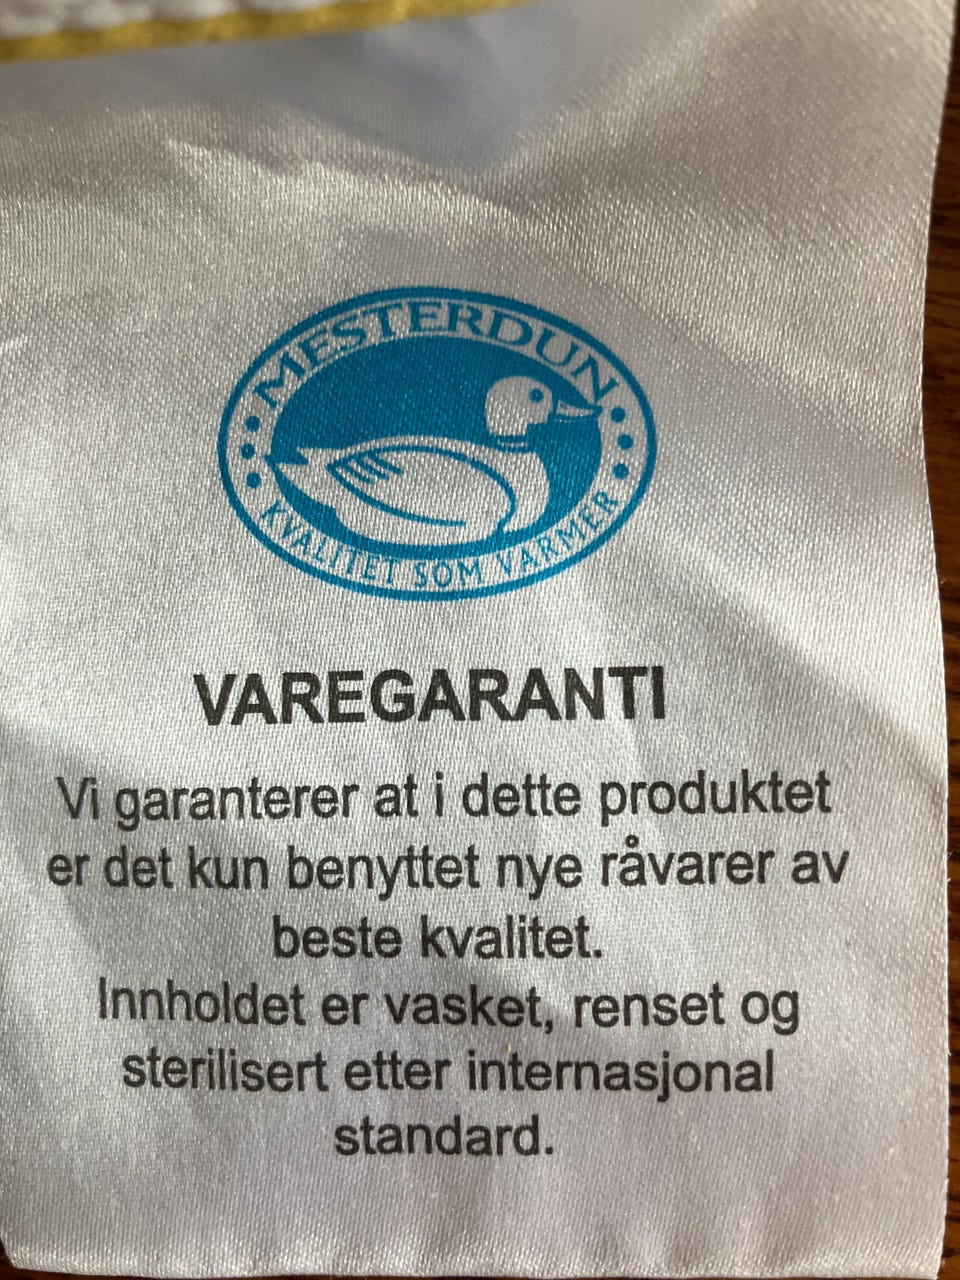 MESTERDUN
KVALITET SOM VARMER
VAREGARANTI
Vi garanterer at i dette produktet
er det kun benyttet nye råvarer av
beste kvalitet.
Innholdet er vasket, renset og
sterilisert etter internasjonal
standard.